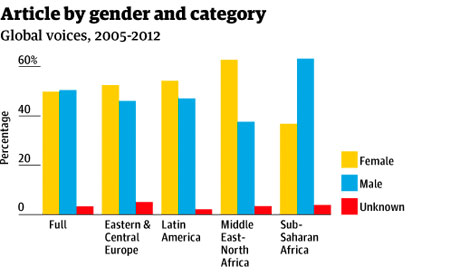 Article by gender and category
Global voices, 2005-2012
60%
40
20
0
Percentage
Female
Male
Unknown
Full
Eastern &
Central
Europe
Latin
America
Middle
East-
North
Africa
Sub-
Saharan
Africa